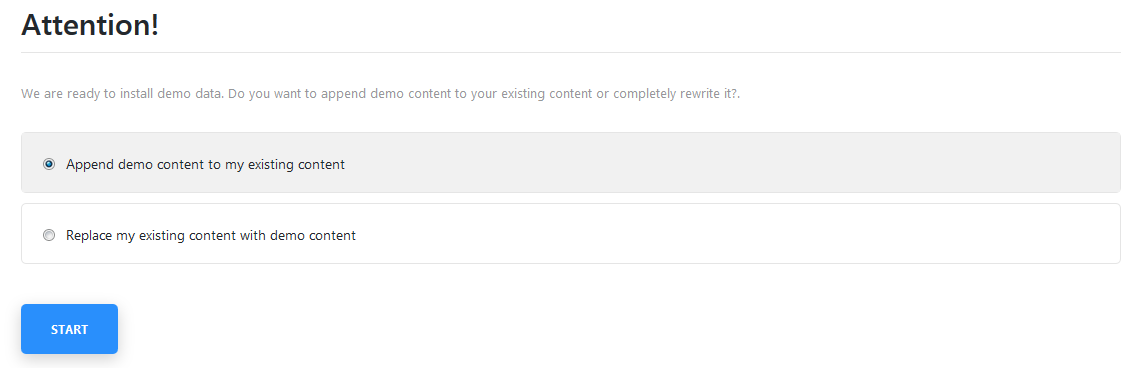 Attention!
We are ready to install demo data. Do you want to append demo content to your existing content or completely rewrite it?.
Append demo content to my existing content
Replace my existing content with demo content
START